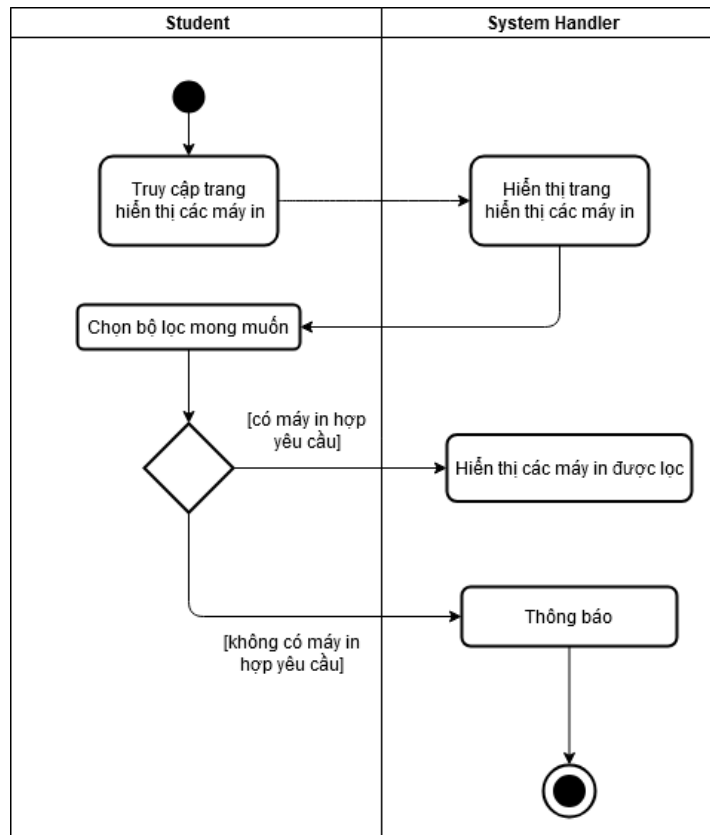 Student
System Handler
Truy cập trang
hiển thị các máy in
Hiển thị trang
hiển thị các máy in
Chọn bộ lọc mong muốn
[có máy in hợp
yêu cầu]
Hiển thị các máy in được lọc
Thông báo
[không có máy in
hợp yêu cầu]